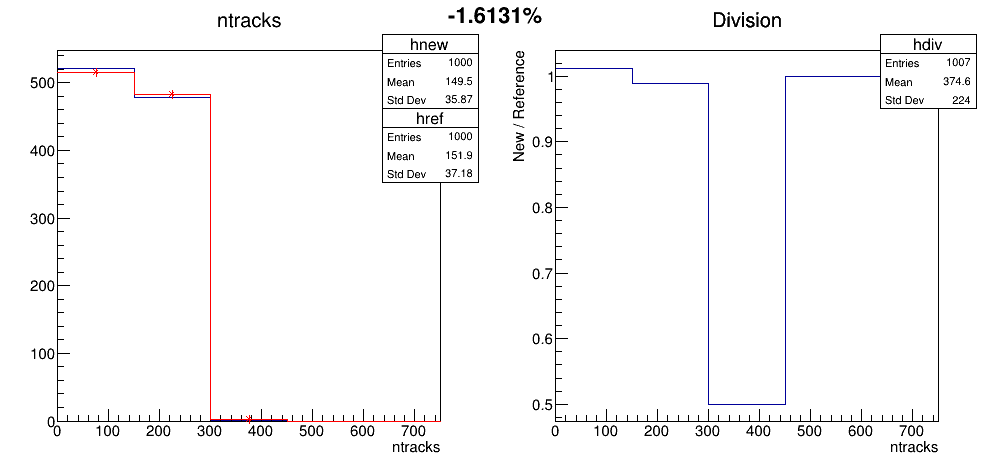 -1.6131%
ntracks
hnew
Entries 1000
Mean 149.5
Std Dev 35.87
href
Entries 1000
Mean 151.9
Std Dev 37.18
500
400
300
200
100
0
0 100 200 300 400 500 600 700
ntracks
Division
hdiv
Entries 1007
Mean 374.6
Std Dev 224
New / Reference
1
0.9
0.8
0.7
0.6
0.5
0 100 200 300 400 500 600 700
ntracks